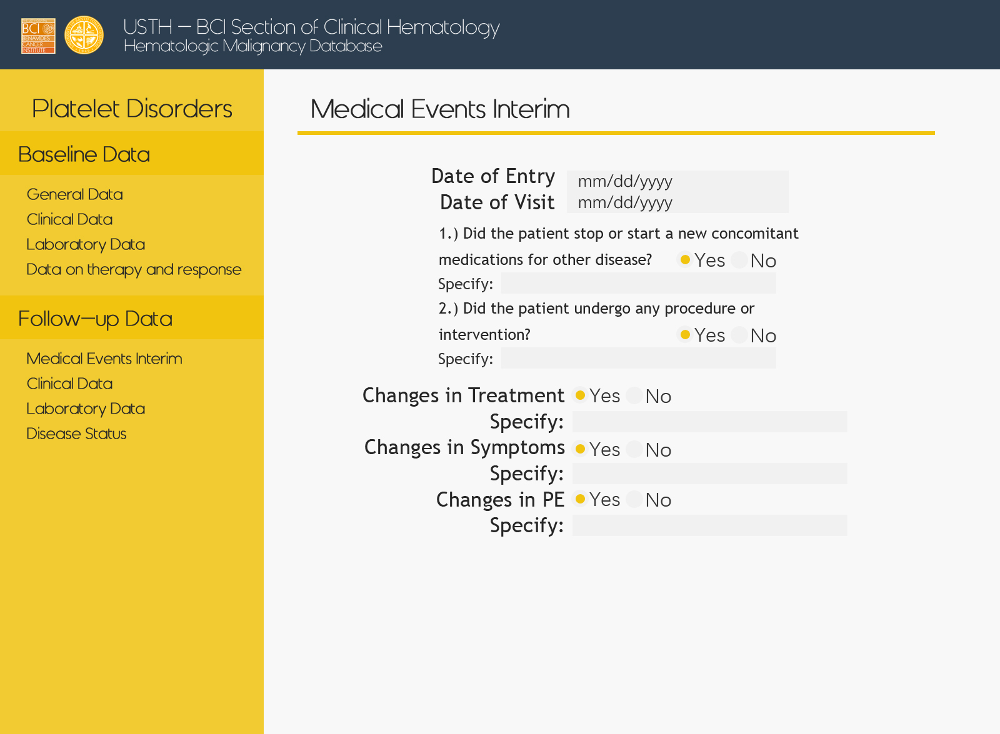 BCI
BENAVIDES
CANCER
INSTITUTE
USTH – BCI Section of Clinical Hematology
Hematologic Malignancy Database
Platelet Disorders
Baseline Data
General Data
Clinical Data
Laboratory Data
Data on therapy and response
Follow-up Data
Medical Events Interim
Clinical Data
Laboratory Data
Disease Status
Medical Events Interim
Date of Entry mm/dd/yyyy
Date of Visit mm/dd/yyyy
1.) Did the patient stop or start a new concomitant
medications for other disease? Yes No
Specify:
2.) Did the patient undergo any procedure or
intervention? Yes No
Specify:
Changes in Treatment Yes No
Specify:
Changes in Symptoms Yes No
Specify:
Changes in PE Yes No
Specify: